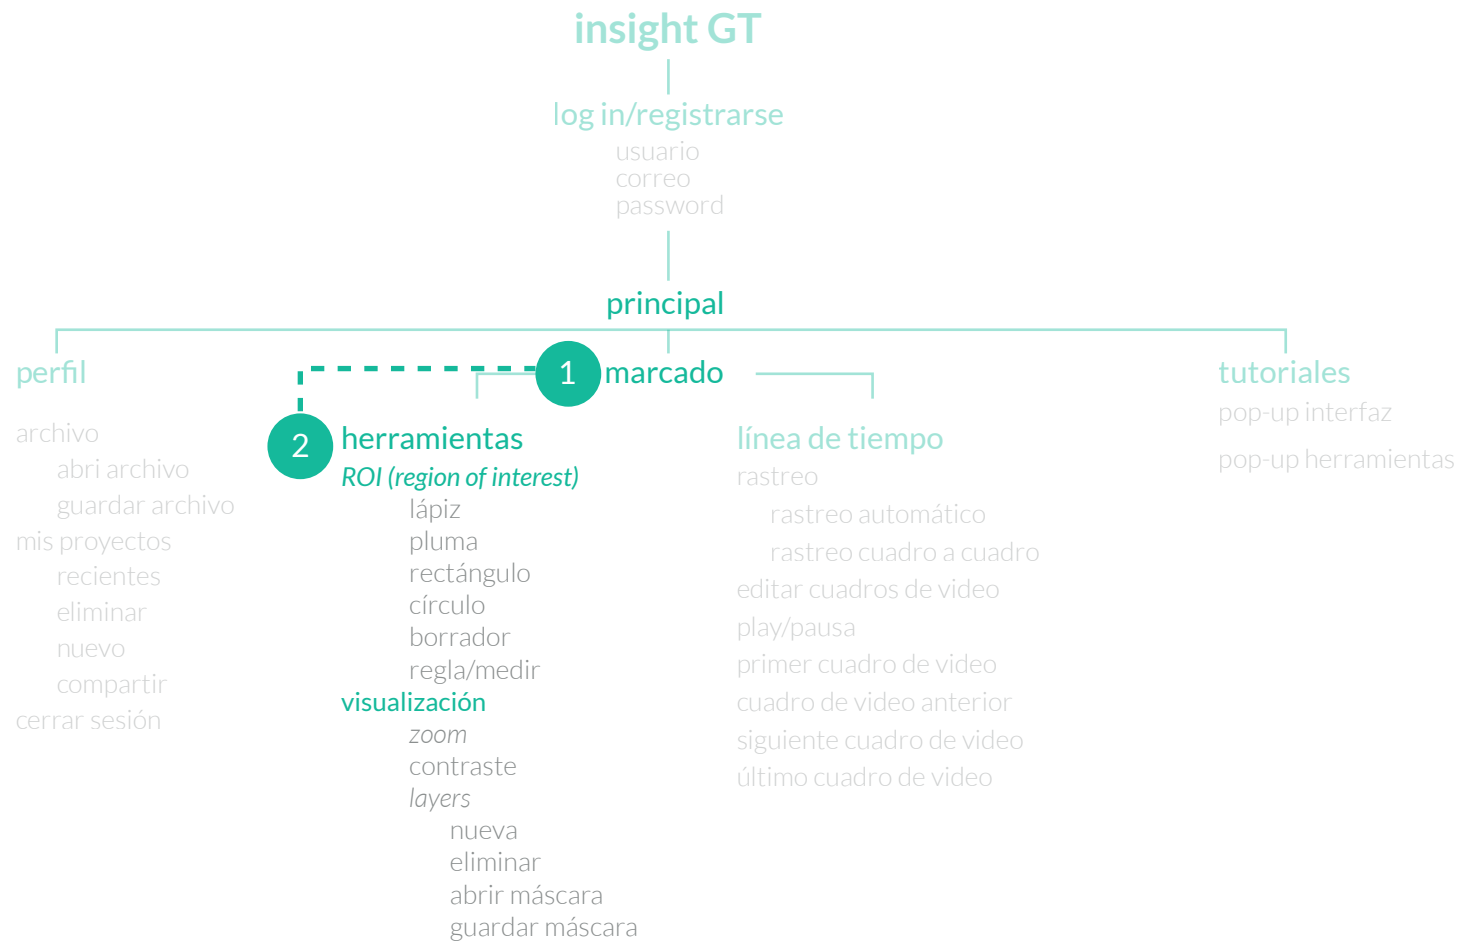 insight GT
log in/registrarse
usuario
correo
password
principal
perfil
archivo
abri archivo
guardar archivo
mis proyectos
recientes
eliminar
nuevo
compartir
cerrar sesión
1
marcado
2
herramientas
ROI (region of interest)
lápiz
pluma
rectángulo
círculo
borrador
regla/medir
visualización
zoom
contraste
layers
nueva
eliminar
abrir máscara
guardar máscara
línea de tiempo
rastreo
rastreo automático
rastreo cuadro a cuadro
editar cuadros de video
play/pausa
primer cuadro de video
cuadro de video anterior
siguiente cuadro de video
último cuadro de video
tutoriales
pop-up interfaz
pop-up herramientas